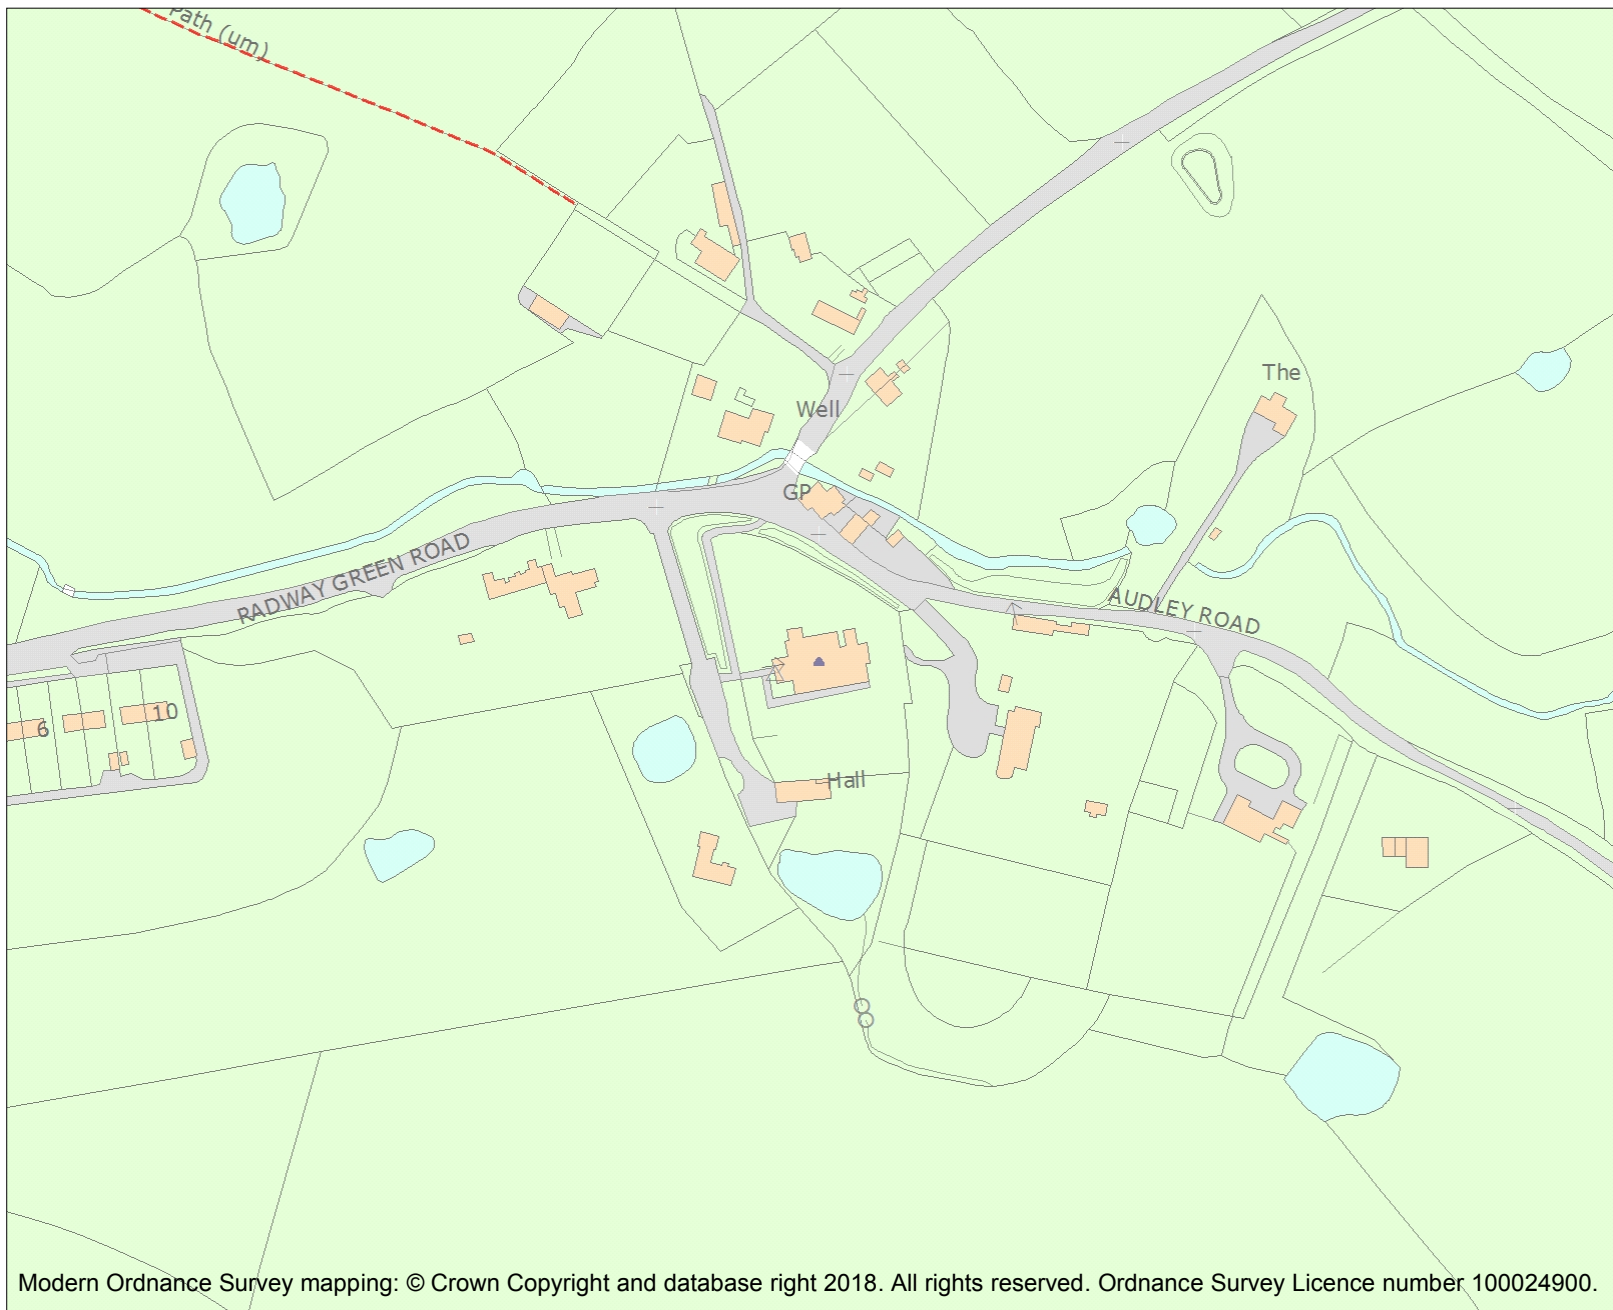 Path (um)
The
Well
GP
RADWAY GREEN ROAD
AUDLEY ROAD
10
6
Hall
Modern Ordnance Survey mapping: © Crown Copyright and database right 2018. All rights reserved. Ordnance Survey Licence number 100024900.